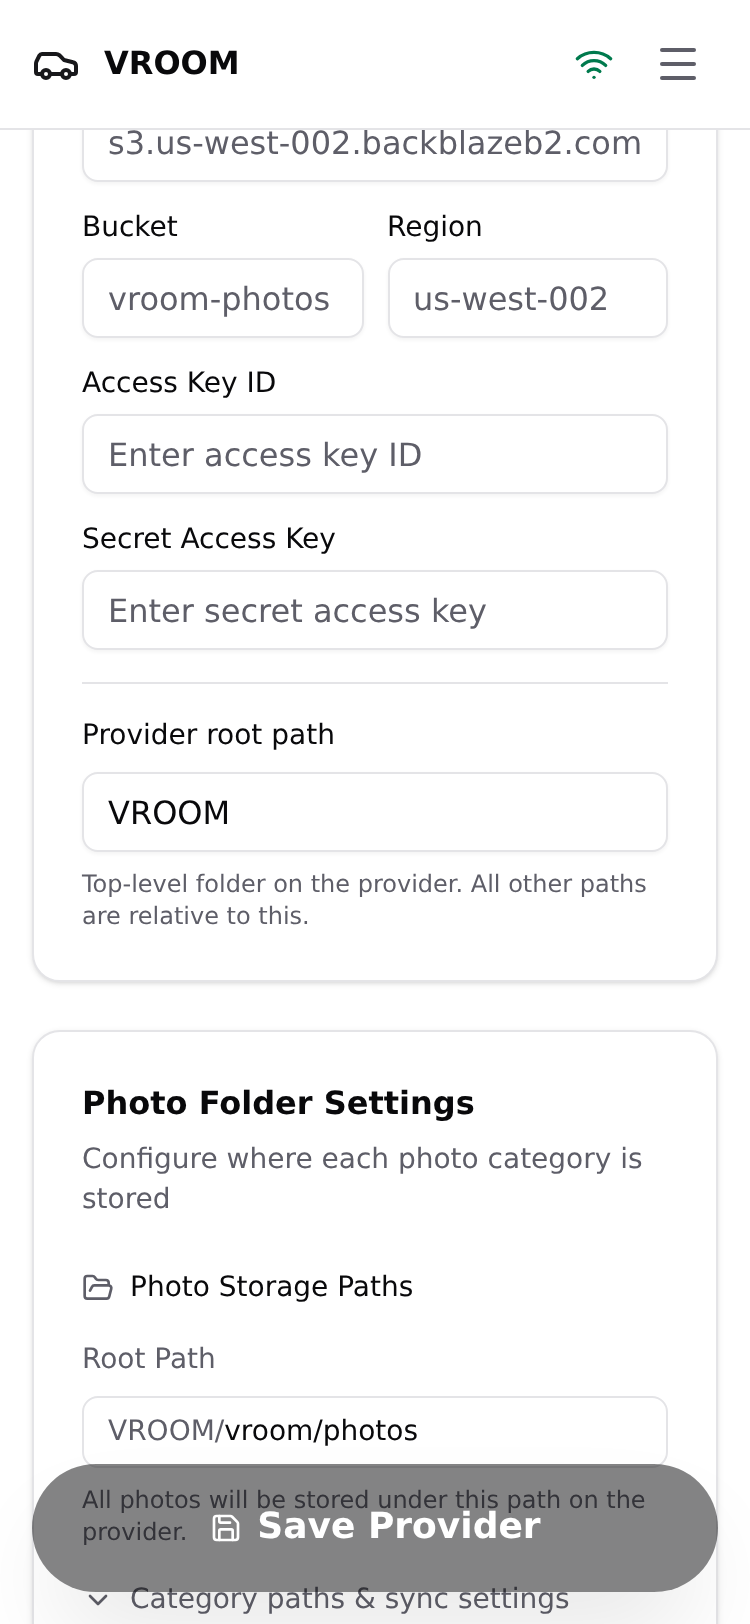 VROOM
s3.us-west-002.backblazeb2.com
Bucket
Region
vroom-photos
us-west-002
Access Key ID
Enter access key ID
Secret Access Key
Enter secret access key
Provider root path
VROOM
Top-level folder on the provider. All other paths
are relative to this.
Photo Folder Settings
Configure where each photo category is
stored
Photo Storage Paths
Root Path
VROOM/vroom/photos
All photos will be stored under this path on the
provider.
Save Provider
Category paths & sync settings